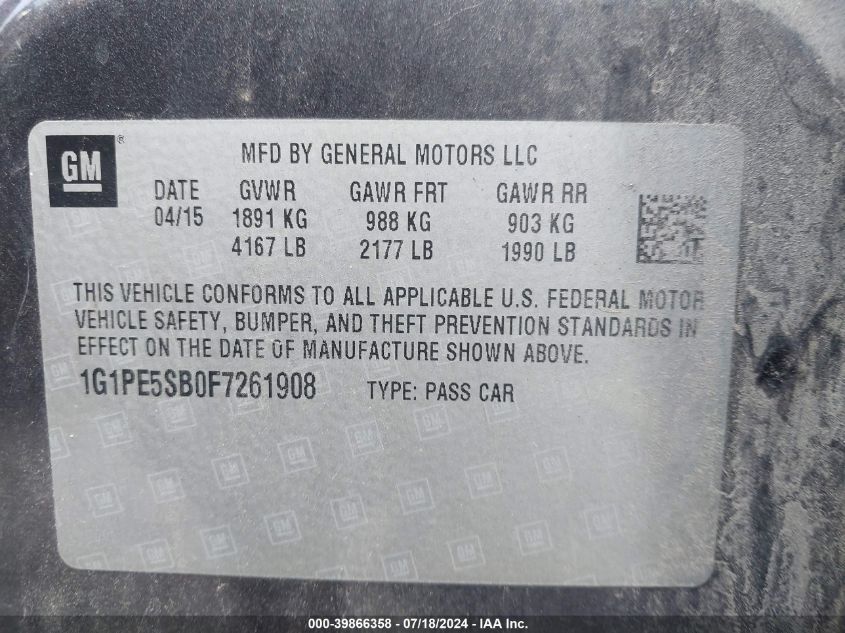 GM ®
MFD BY GENERAL MOTORS LLC
DATE GVWR GAWR FRT GAWR RR
04/15 1891 KG 988 KG 903 KG
4167 LB 2177 LB 1990 LB
THIS VEHICLE CONFORMS TO ALL APPLICABLE U.S. FEDERAL MOTOR
VEHICLE SAFETY, BUMPER, AND THEFT PREVENTION STANDARDS IN
EFFECT ON THE DATE OF MANUFACTURE SHOWN ABOVE.
1G1PE5SB0F7261908 TYPE: PASS CAR
000-39866358 / 07/18/2024 - IAA Inc.